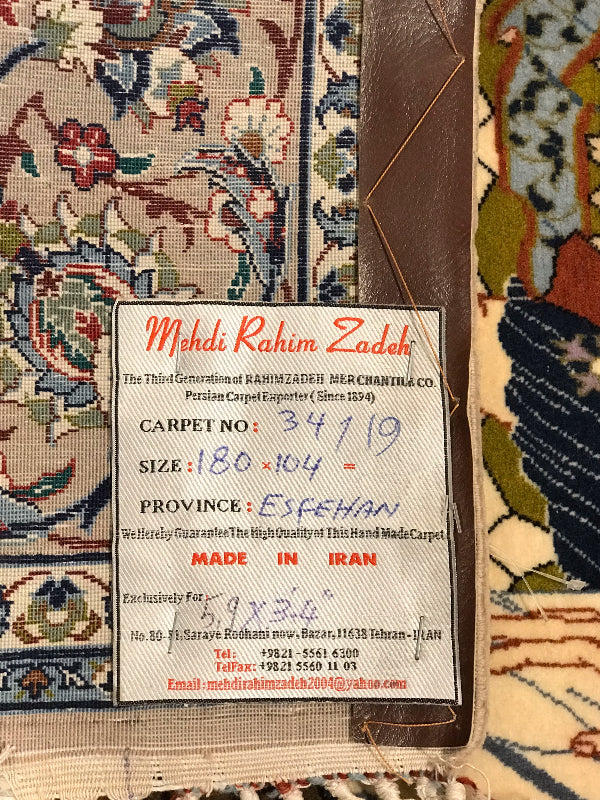 Mehdi Rahim Zadeh
The Third Generation of RAHIMZADEH MERCHANTILE CO.
Persian Carpet Exporter ( Since 1894)
CARPET NO : 34 / 19
SIZE : 180 × 104 =
PROVINCE : ESFEHAN
We Hereby Guarantee The High Quality of This Hand Made Carpet
MADE IN IRAN
Exclusively For
5,9 X 3'-4"
No. 80-81, Saraye Rouhani now, Bazar, 11638 Tehran - IRAN
Tel : +9821 -5561 6300
TelFax : +9821 5560 11 03
Email : mehdirahimzadeh2004@yahoo.com